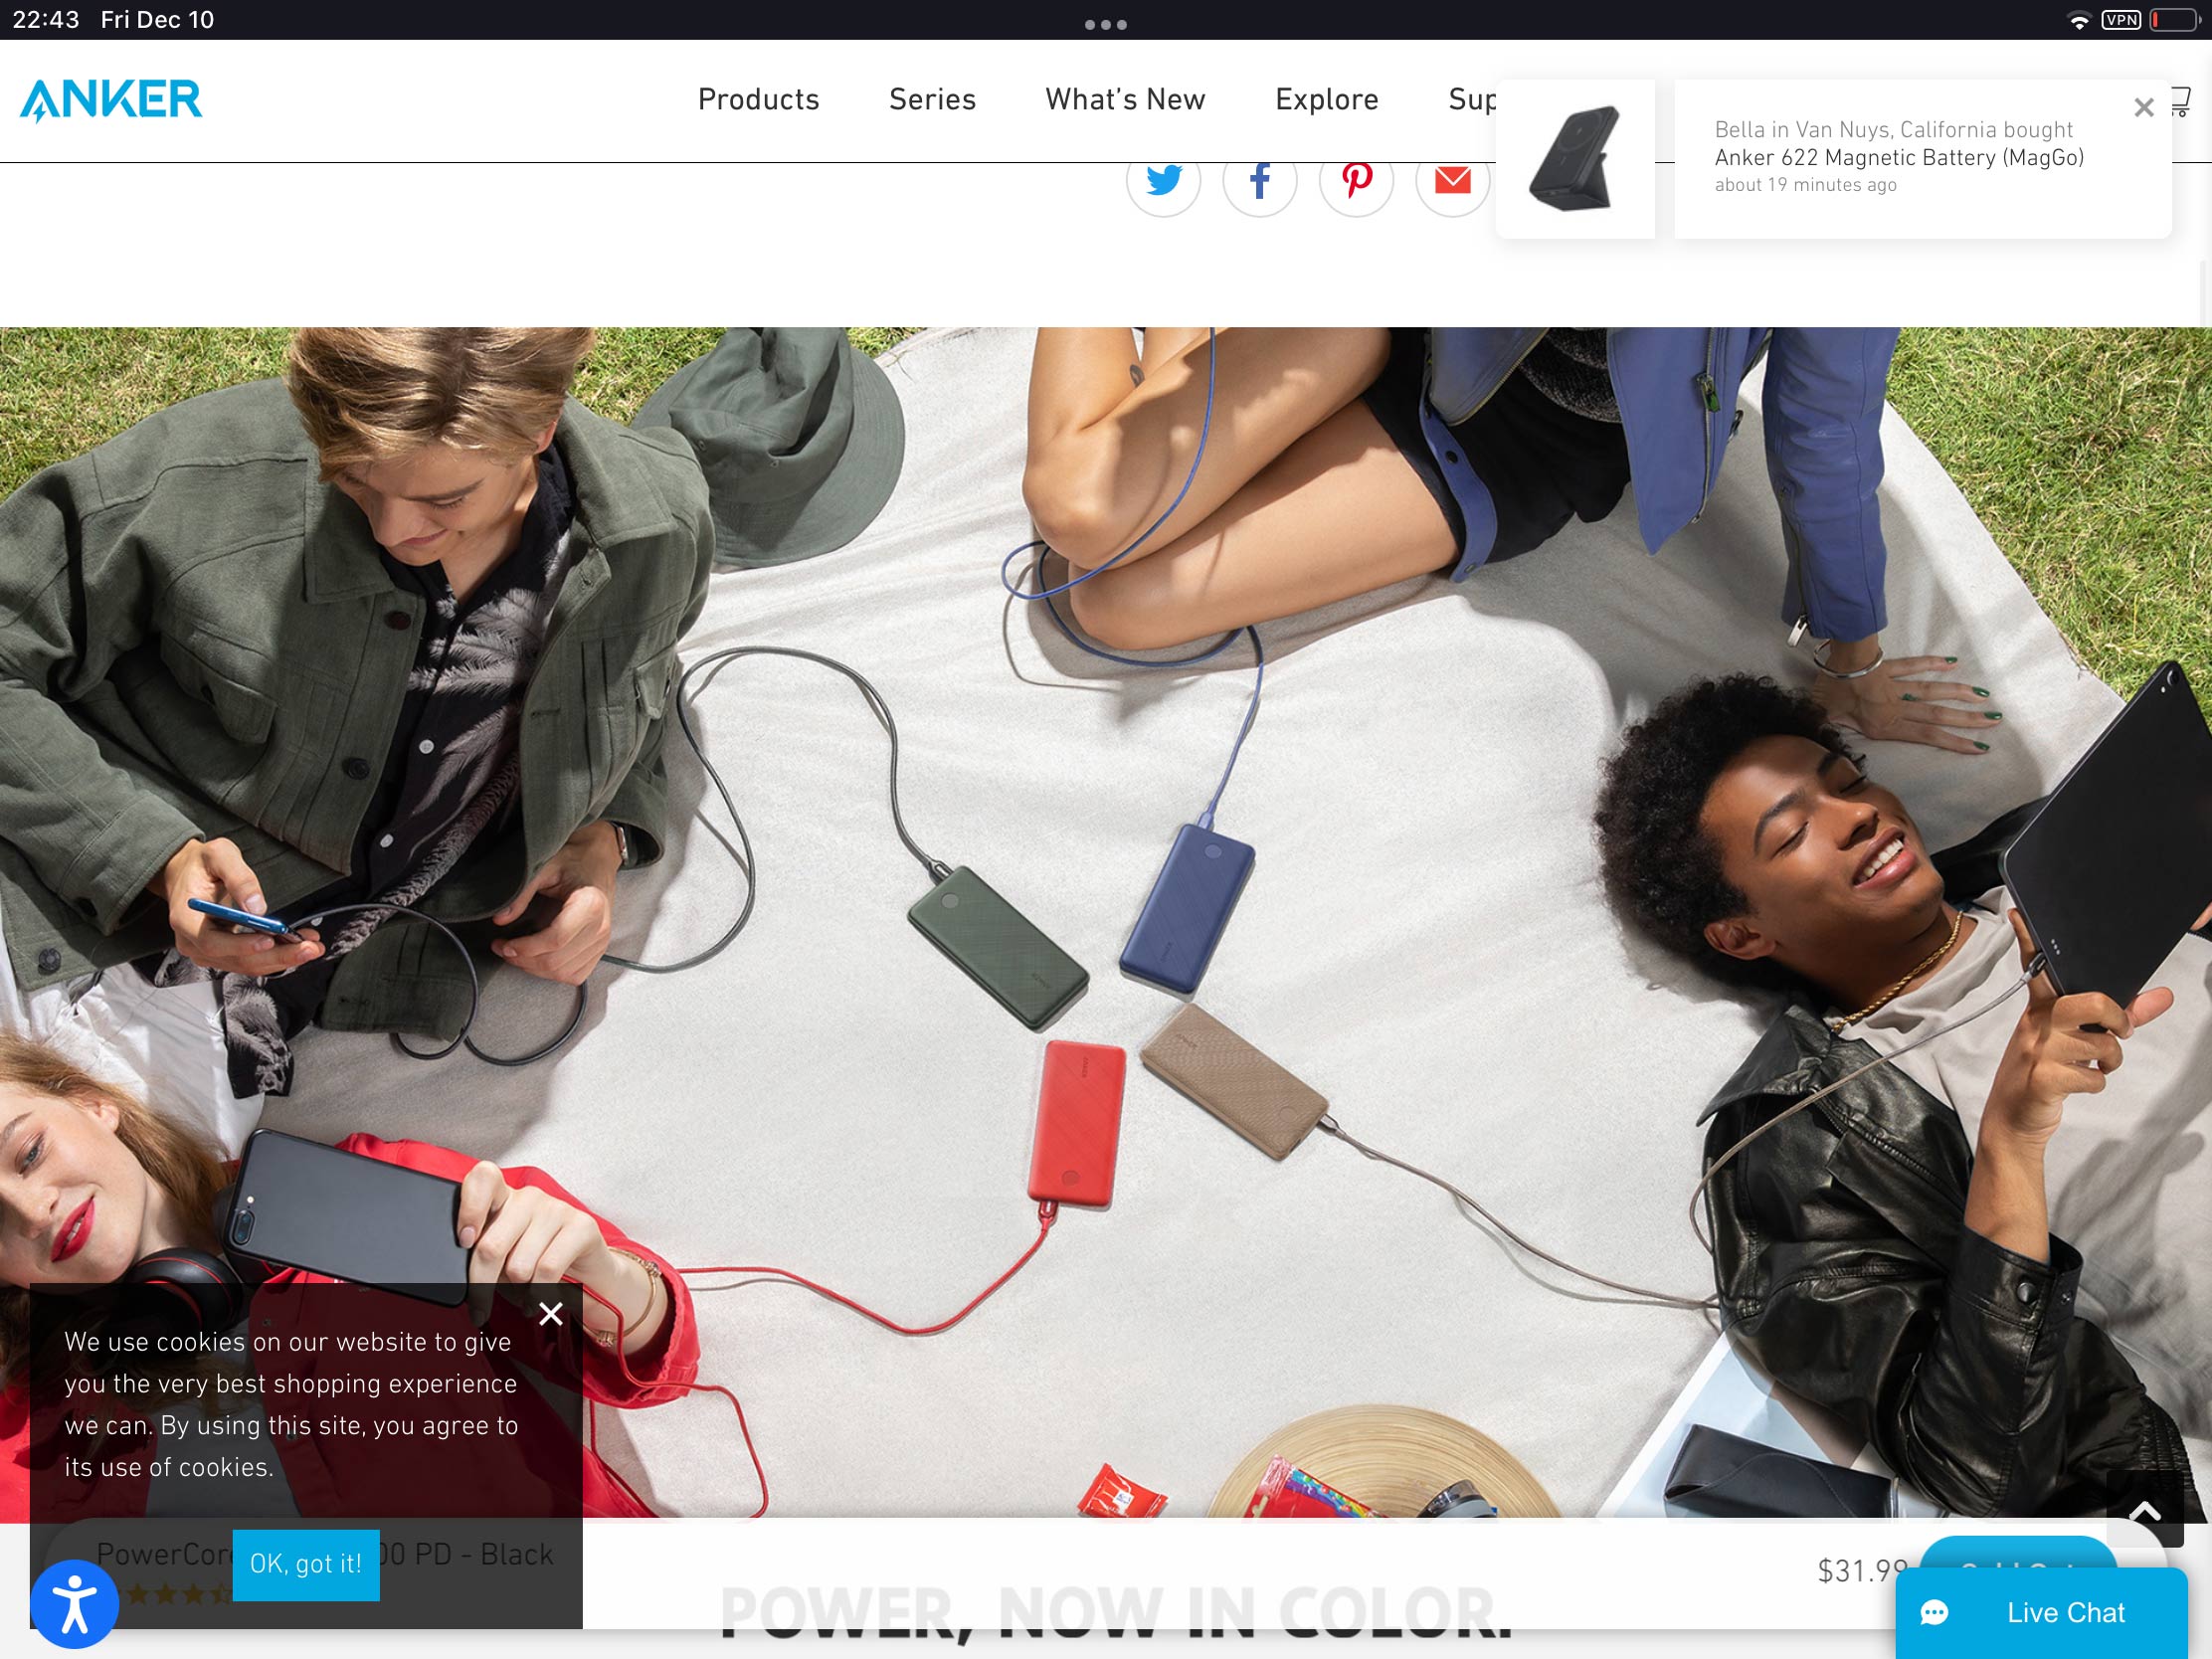 22:43 Fri Dec 10
VPN
ANKER
Products Series What's New Explore Sup
Bella in Van Nuys, California bought
Anker 622 Magnetic Battery (MagGo)
about 19 minutes ago
We use cookies on our website to give
you the very best shopping experience
we can. By using this site, you agree to
its use of cookies.
OK, got it!
PowerCor 00 PD - Black
$31.99
POWER, NOW IN COLOR.
Live Chat